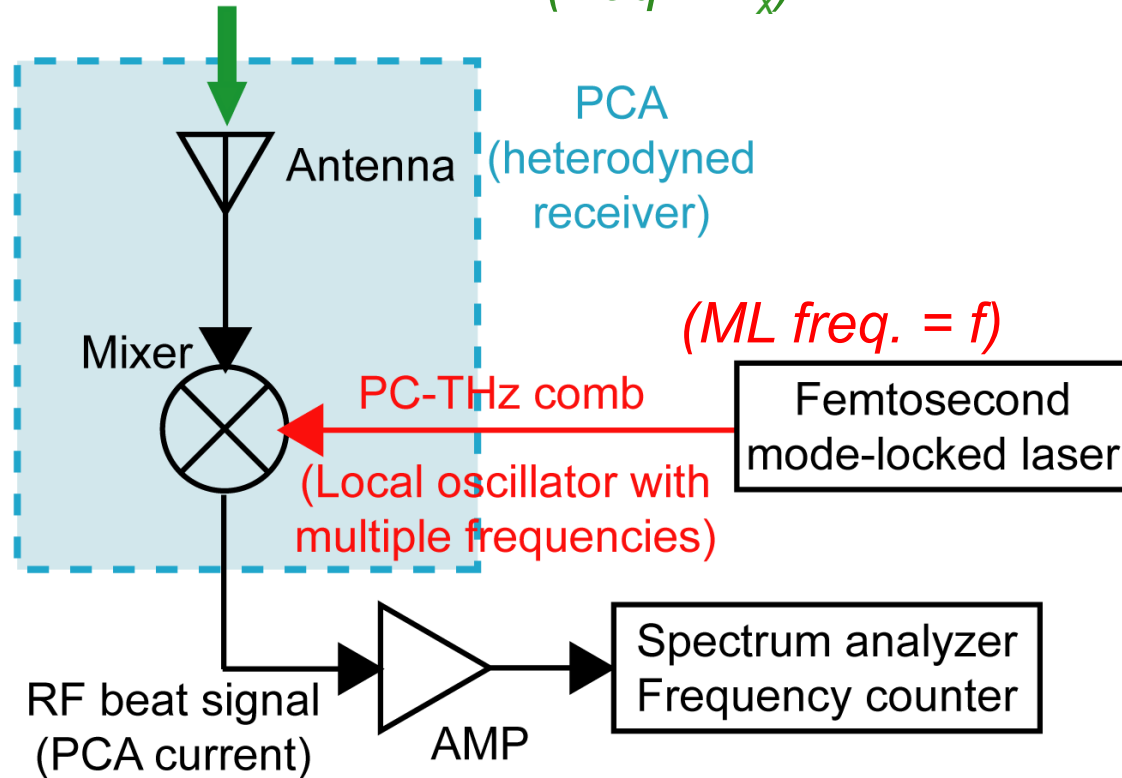 PCA
(heterodyned
receiver)
Antenna
(ML freq. = f)
Mixer
PC-THz comb
Femtosecond
mode-locked laser
(Local oscillator with
multiple frequencies)
Spectrum analyzer
Frequency counter
RF beat signal
(PCA current)
AMP